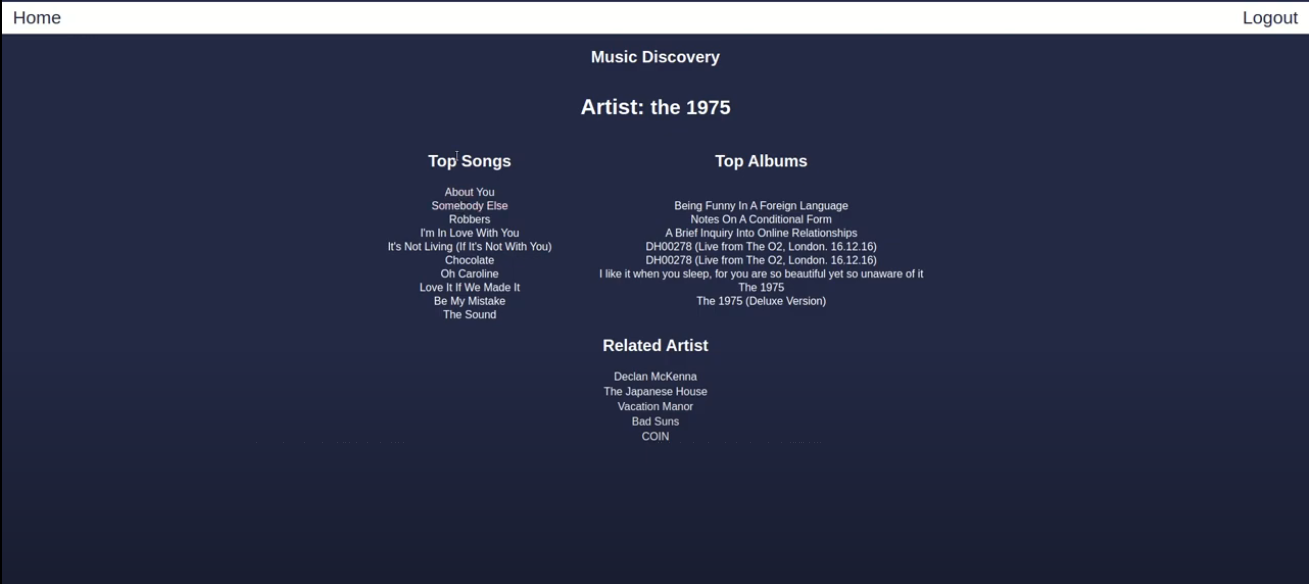 Home
Logout
Music Discovery
Artist: the 1975
Top Songs
About You
Somebody Else
Robbers
I'm In Love With You
It's Not Living (If It's Not With You)
Chocolate
Oh Caroline
Love It If We Made It
Be My Mistake
The Sound
Top Albums
Being Funny In A Foreign Language
Notes On A Conditional Form
A Brief Inquiry Into Online Relationships
DH00278 (Live from The O2, London. 16.12.16)
DH00278 (Live from The O2, London. 16.12.16)
I like it when you sleep, for you are so beautiful yet so unaware of it
The 1975
The 1975 (Deluxe Version)
Related Artist
Declan McKenna
The Japanese House
Vacation Manor
Bad Suns
COIN